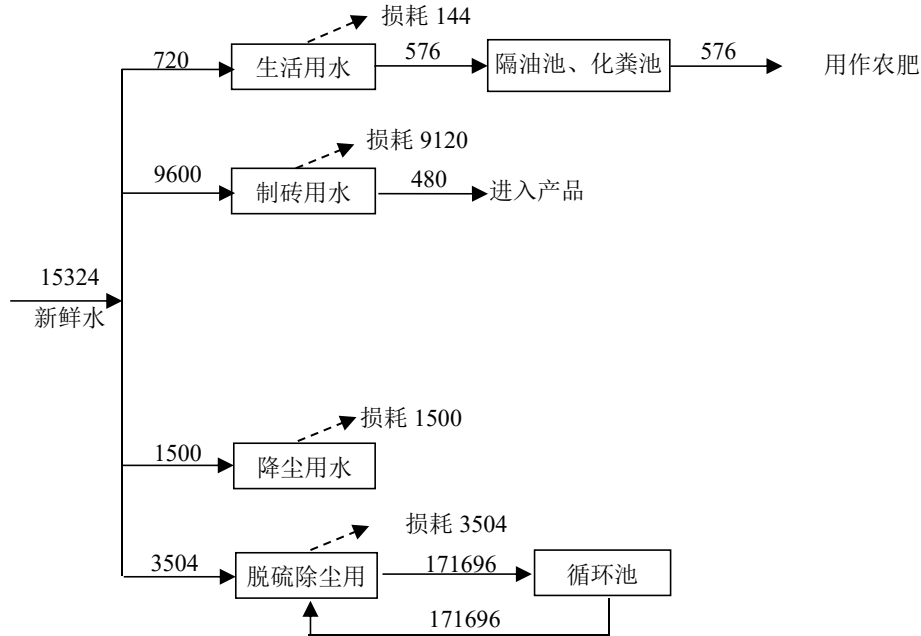 损耗 144
720
生活用水
576
隔油池、化粪池
576
用作农肥
损耗 9120
9600
制砖用水
480
进入产品
15324
新鲜水
损耗 1500
1500
降尘用水
损耗 3504
3504
脱硫除尘用
171696
循环池
171696